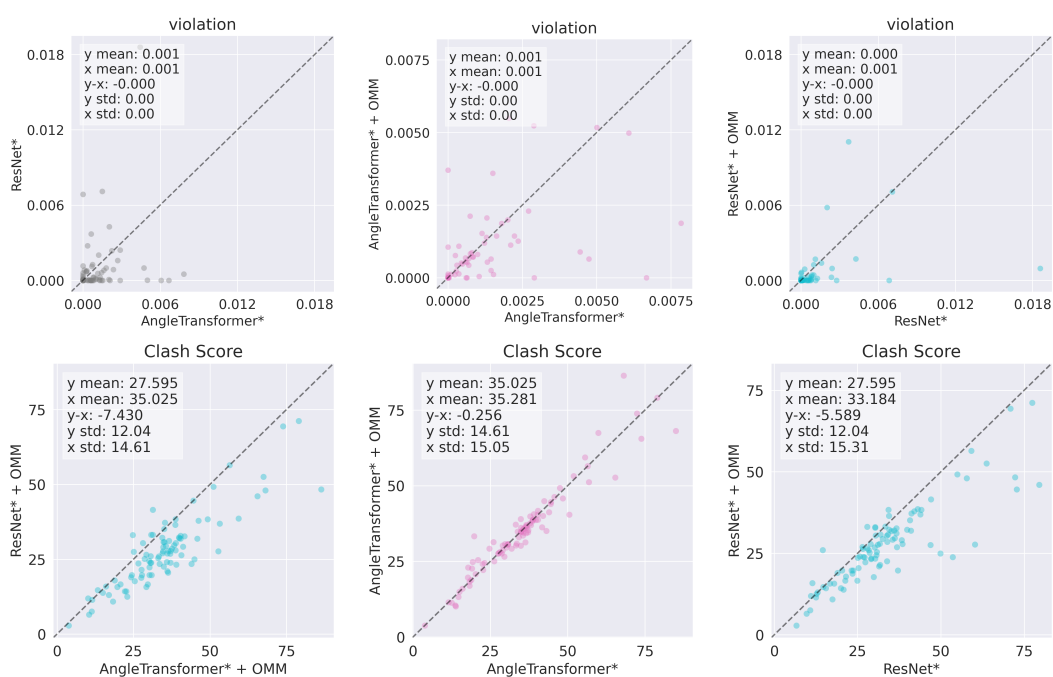 violation
y mean: 0.001
x mean: 0.001
y-x: -0.000
y std: 0.00
x std: 0.00
0.018
0.012
0.006
0.000
ResNet*
0.000 0.006 0.012 0.018
AngleTransformer*
violation
y mean: 0.001
x mean: 0.001
y-x: -0.000
y std: 0.00
x std: 0.00
0.0075
0.0050
0.0025
0.0000
AngleTransformer* + OMM
0.0000 0.0025 0.0050 0.0075
AngleTransformer*
violation
y mean: 0.000
x mean: 0.001
y-x: -0.000
y std: 0.00
x std: 0.00
0.018
0.012
0.006
0.000
ResNet* + OMM
0.000 0.006 0.012 0.018
ResNet*
Clash Score
y mean: 27.595
x mean: 35.025
y-x: -7.430
y std: 12.04
x std: 14.61
75
50
25
0
ResNet* + OMM
0 25 50 75
AngleTransformer* + OMM
Clash Score
y mean: 35.025
x mean: 35.281
y-x: -0.256
y std: 14.61
x std: 15.05
75
50
25
0
AngleTransformer* + OMM
0 25 50 75
AngleTransformer*
Clash Score
y mean: 27.595
x mean: 33.184
y-x: -5.589
y std: 12.04
x std: 15.31
75
50
25
0
ResNet* + OMM
0 25 50 75
ResNet*